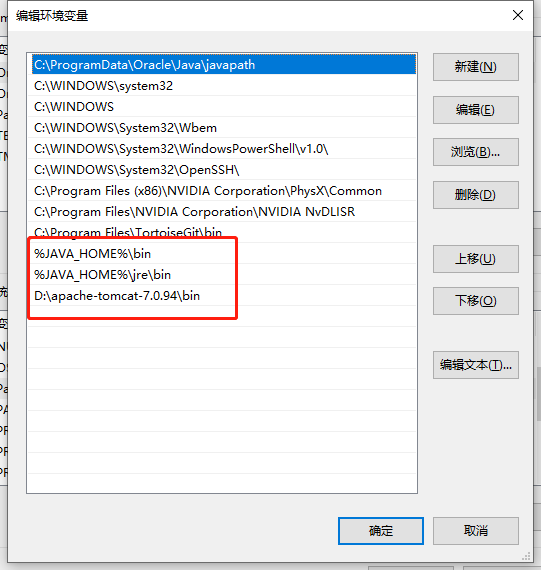 编辑环境变量
C:\ProgramData\Oracle\Java\javapath
C:\WINDOWS\system32
C:\WINDOWS
C:\WINDOWS\System32\Wbem
C:\WINDOWS\System32\WindowsPowerShell\v1.0\
C:\WINDOWS\System32\OpenSSH\
C:\Program Files (x86)\NVIDIA Corporation\PhysX\Common
C:\Program Files\NVIDIA Corporation\NVIDIA NvDLISR
C:\Program Files\TortoiseGit\bin
%JAVA_HOME%\bin
%JAVA_HOME%\jre\bin
D:\apache-tomcat-7.0.94\bin
新建(N)
编辑(E)
浏览(B)...
删除(D)
上移(U)
下移(O)
编辑文本(T)...
确定
取消